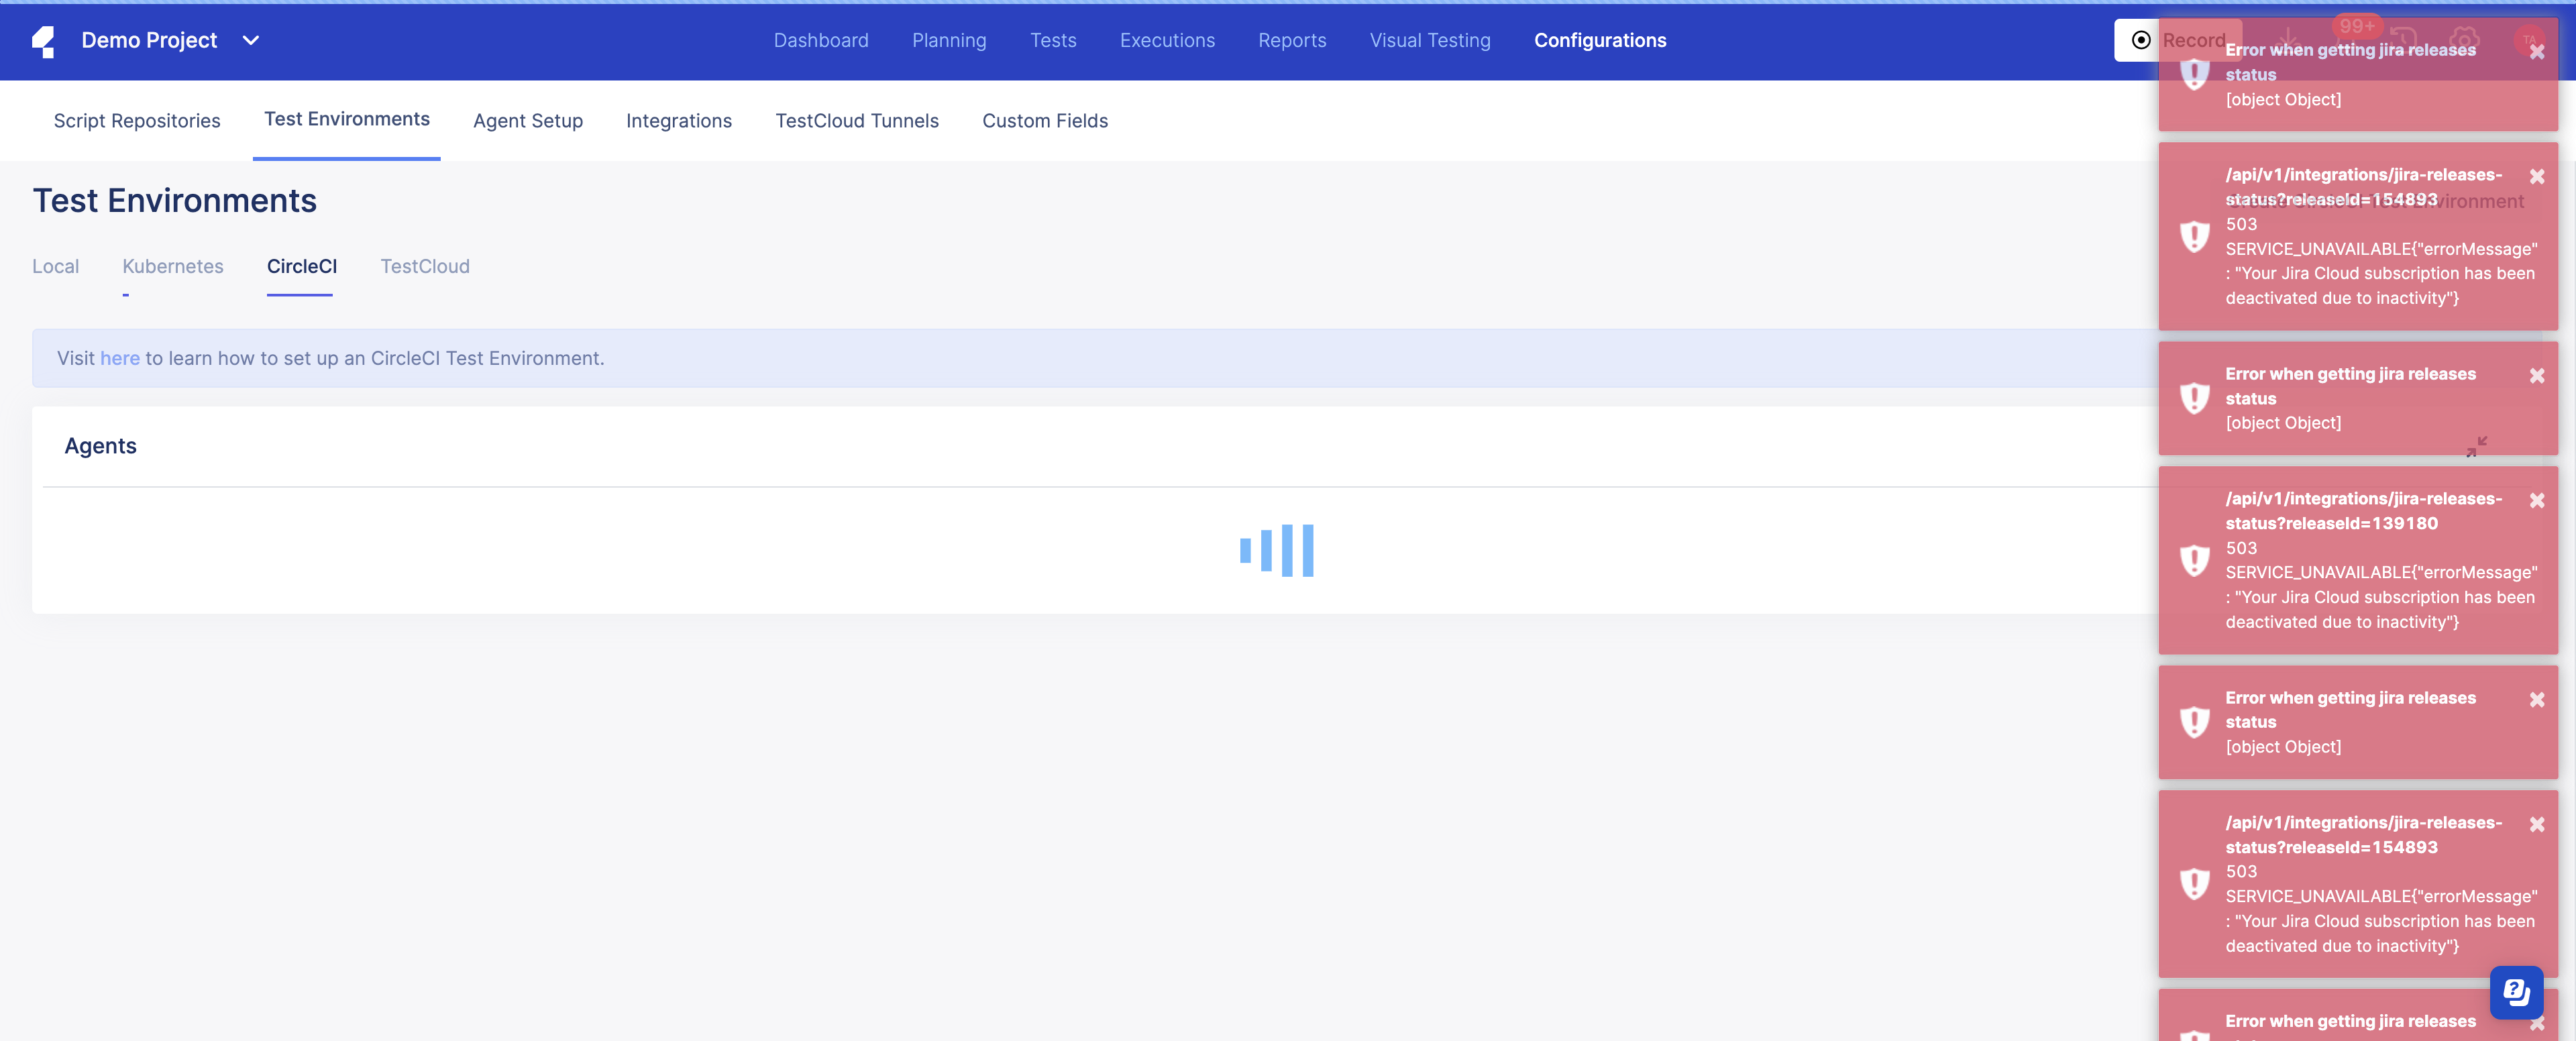 Demo Project
Dashboard Planning Tests Executions Reports Visual Testing Configurations
Record
99+
TA
Script Repositories Test Environments Agent Setup Integrations TestCloud Tunnels Custom Fields
Test Environments
Local Kubernetes CircleCI TestCloud
Visit here to learn how to set up an CircleCI Test Environment.
Agents
Error when getting jira releases
status
[object Object]
/api/v1/integrations/jira-releases-
status?releaseId=154893
503
SERVICE_UNAVAILABLE{"errorMessage"
: "Your Jira Cloud subscription has been
deactivated due to inactivity"}
Error when getting jira releases
status
[object Object]
/api/v1/integrations/jira-releases-
status?releaseId=139180
503
SERVICE_UNAVAILABLE{"errorMessage"
: "Your Jira Cloud subscription has been
deactivated due to inactivity"}
Error when getting jira releases
status
[object Object]
/api/v1/integrations/jira-releases-
status?releaseId=154893
503
SERVICE_UNAVAILABLE{"errorMessage"
: "Your Jira Cloud subscription has been
deactivated due to inactivity"}
Error when getting jira releases